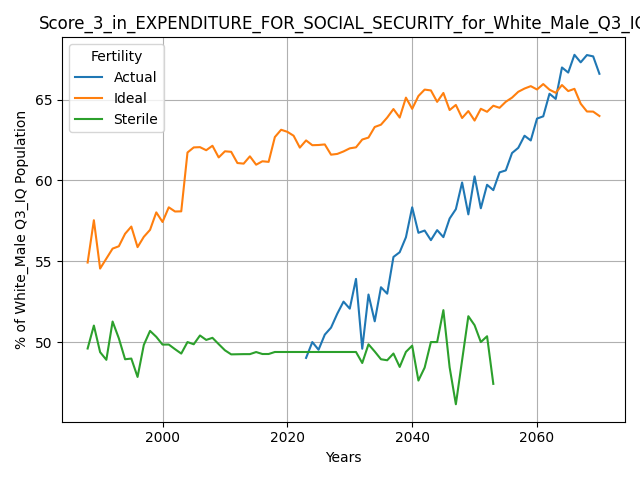 Score_3_in_EXPENDITURE_FOR_SOCIAL_SECURITY_for_White_Male_Q3_IQ
Fertility
Actual
Ideal
Sterile
% of White_Male Q3_IQ Population
65
60
55
50
2000 2020 2040 2060
Years